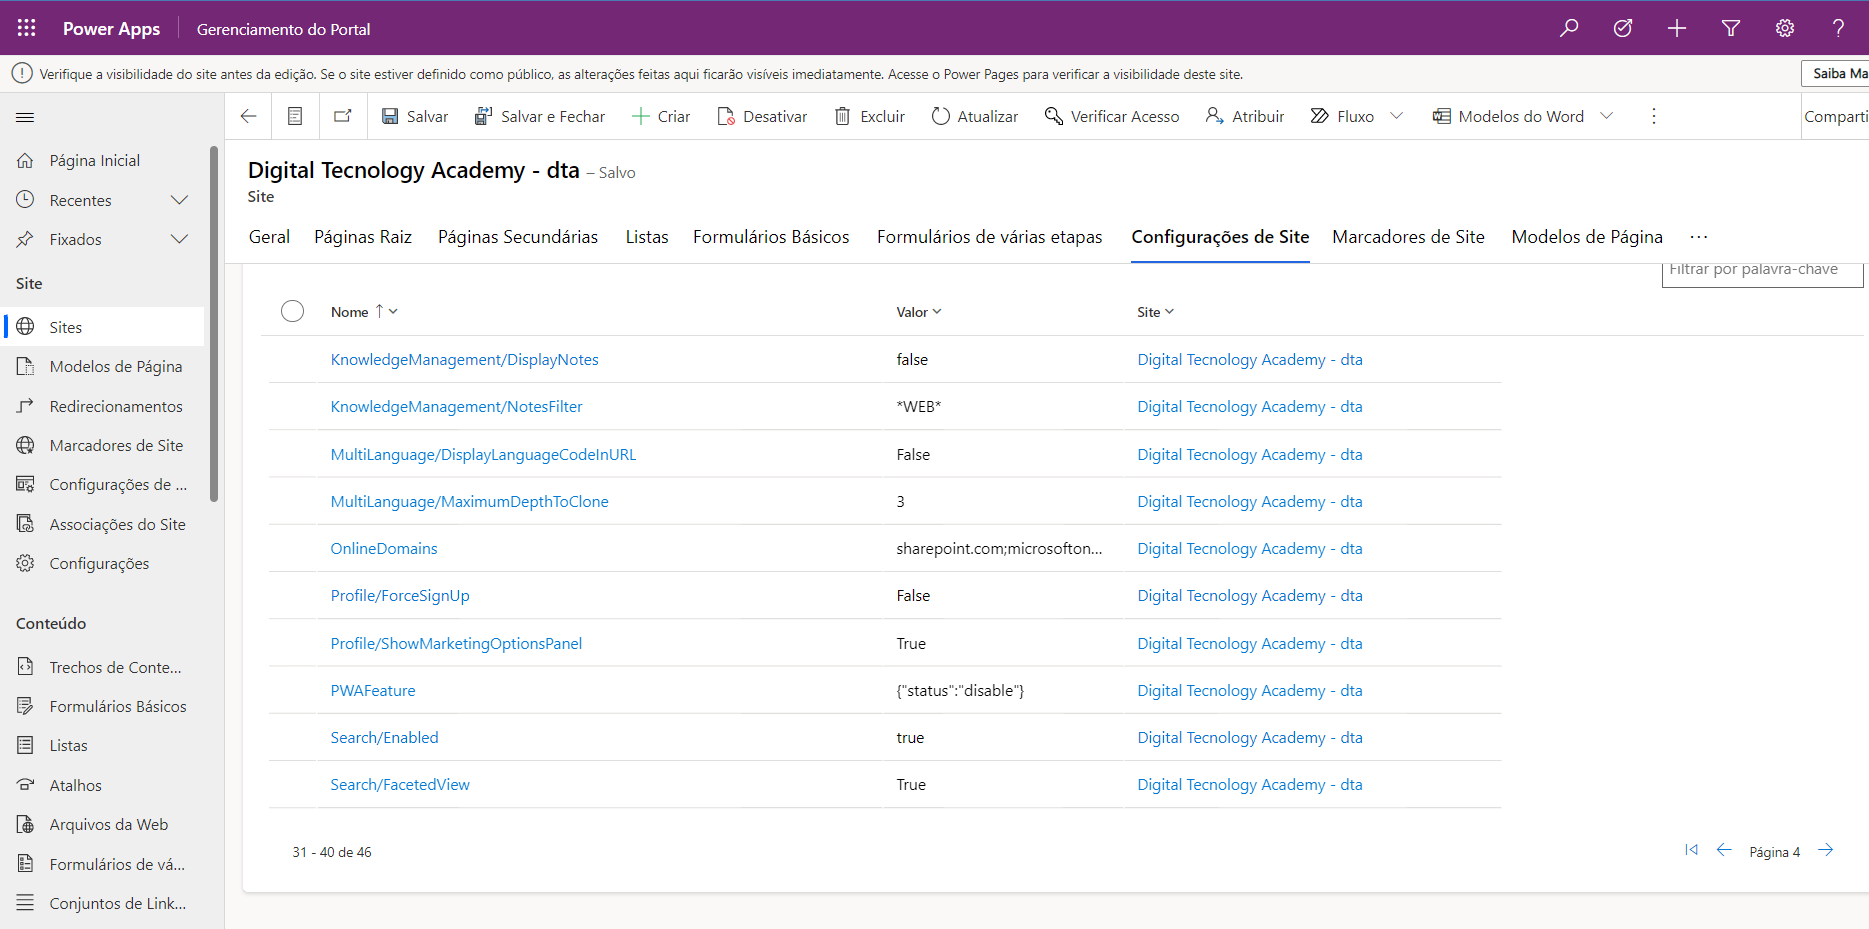 Power Apps Gerenciamento do Portal
Verifique a visibilidade do site antes da edição. Se o site estiver definido como público, as alterações feitas aqui ficarão visíveis imediatamente. Acesse o Power Pages para verificar a visibilidade deste site.
Saiba Ma
Salvar Salvar e Fechar Criar Desativar Excluir Atualizar Verificar Acesso Atribuir Fluxo Modelos do Word Comparti
Página Inicial
Recentes
Fixados
Site
Sites
Modelos de Página
Redirecionamentos
Marcadores de Site
Configurações de ...
Associações do Site
Configurações
Conteúdo
Trechos de Conte...
Formulários Básicos
Listas
Atalhos
Arquivos da Web
Formulários de vá...
Conjuntos de Link...
Digital Tecnology Academy - dta – Salvo
Site
Geral Páginas Raiz Páginas Secundárias Listas Formulários Básicos Formulários de várias etapas Configurações de Site Marcadores de Site Modelos de Página ...
Filtrar por palavra-chave
Nome Valor Site
KnowledgeManagement/DisplayNotes false Digital Tecnology Academy - dta
KnowledgeManagement/NotesFilter *WEB* Digital Tecnology Academy - dta
MultiLanguage/DisplayLanguageCodeInURL False Digital Tecnology Academy - dta
MultiLanguage/MaximumDepthToClone 3 Digital Tecnology Academy - dta
OnlineDomains sharepoint.com;microsofton... Digital Tecnology Academy - dta
Profile/ForceSignUp False Digital Tecnology Academy - dta
Profile/ShowMarketingOptionsPanel True Digital Tecnology Academy - dta
PWAFeature {"status":"disable"} Digital Tecnology Academy - dta
Search/Enabled true Digital Tecnology Academy - dta
Search/FacetedView True Digital Tecnology Academy - dta
31 - 40 de 46
Página 4